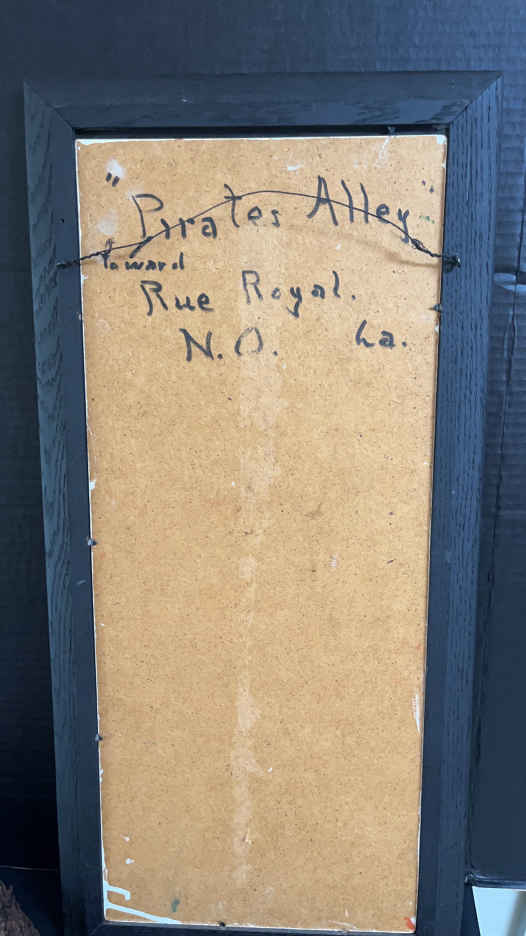 "Pirates Alley"
Toward
Rue Royal.
N.O. La.